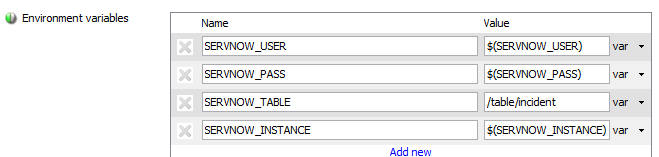 Name Value
Environment variables
SERVNOW_USER $(SERVNOW_USER) var
SERVNOW_PASS $(SERVNOW_PASS) var
SERVNOW_TABLE /table/incident var
SERVNOW_INSTANCE $(SERVNOW_INSTANCE) var
Add new